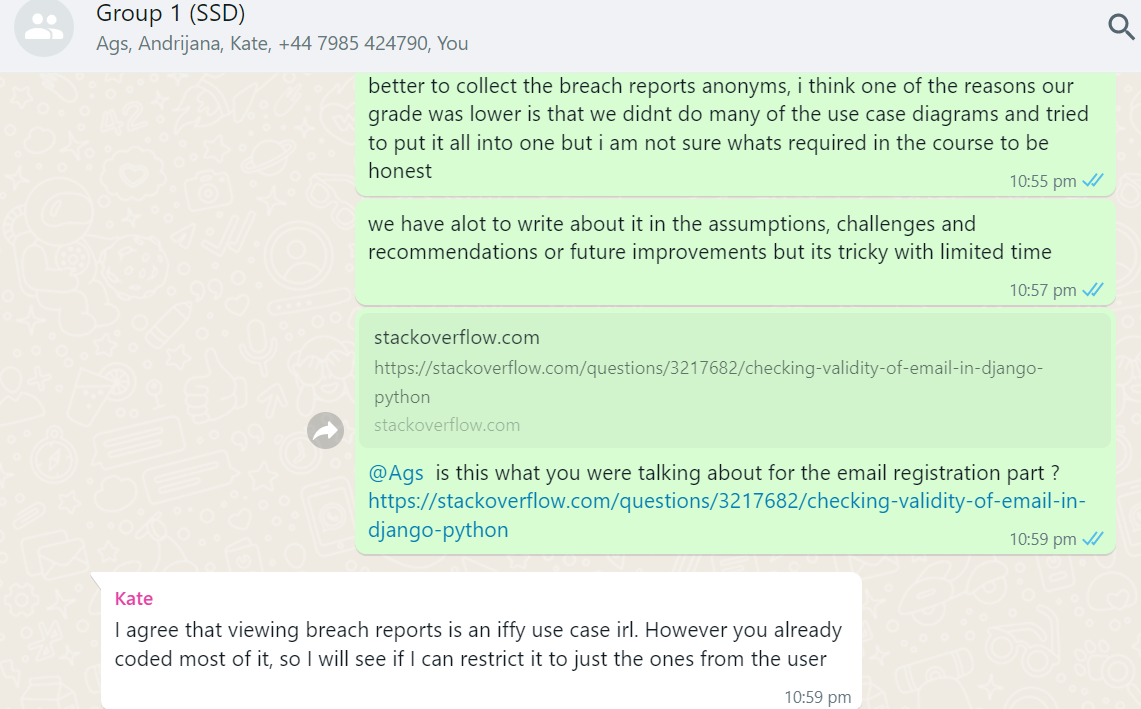 Group 1 (SSD)
Ags, Andrijana, Kate, +44 7985 424790, You
better to collect the breach reports anonyms, i think one of the reasons our
grade was lower is that we didnt do many of the use case diagrams and tried
to put it all into one but i am not sure whats required in the course to be
honest
10:55 pm
we have alot to write about it in the assumptions, challenges and
recommendations or future improvements but its tricky with limited time
10:57 pm
stackoverflow.com
https://stackoverflow.com/questions/3217682/checking-validity-of-email-in-django-
python
stackoverflow.com
@Ags is this what you were talking about for the email registration part ?
https://stackoverflow.com/questions/3217682/checking-validity-of-email-in-
django-python
10:59 pm
Kate
I agree that viewing breach reports is an iffy use case irl. However you already
coded most of it, so I will see if I can restrict it to just the ones from the user
10:59 pm